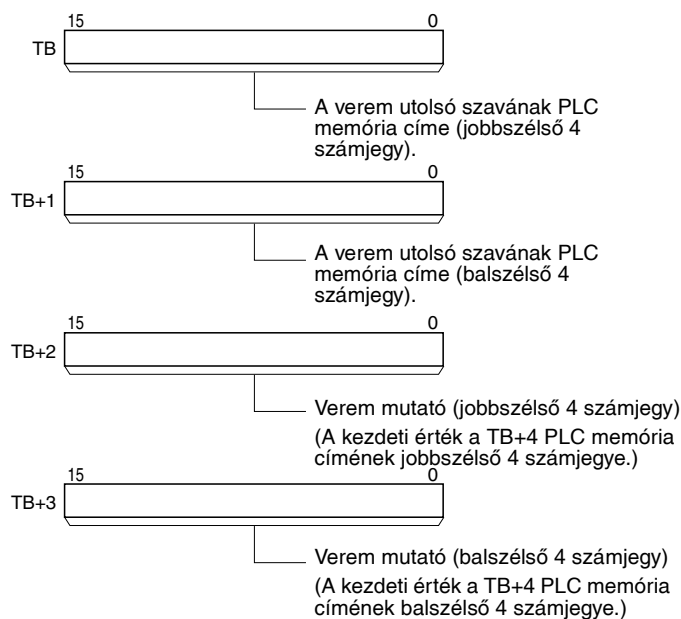 15 0
TB
A verem utolsó szavának PLC
memória címe (jobbszélső 4
számjegy).
15 0
TB+1
A verem utolsó szavának PLC
memória címe (balszélső 4
számjegy).
15 0
TB+2
Verem mutató (jobbszélső 4 számjegy)
(A kezdeti érték a TB+4 PLC memória
címének jobbszélső 4 számjegye.)
15 0
TB+3
Verem mutató (balszélső 4 számjegy)
(A kezdeti érték a TB+4 PLC memória
címének balszélső 4 számjegye.)